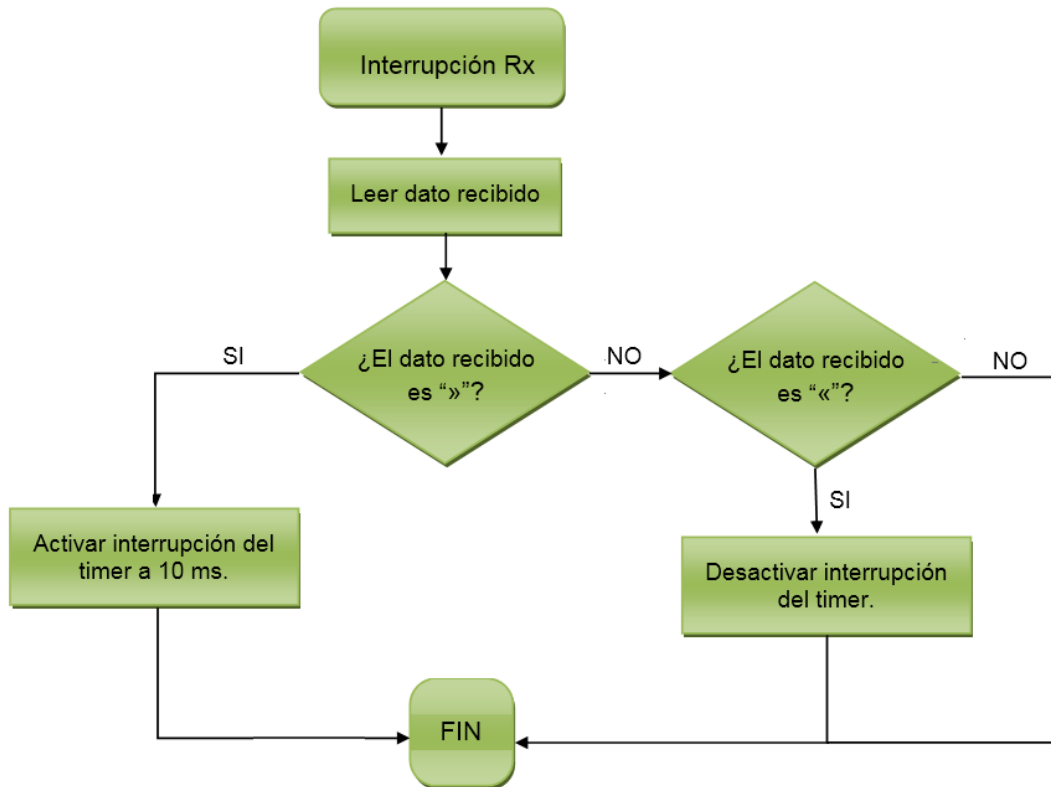 Interrupción Rx
Leer dato recibido
¿El dato recibido
es “»”?
SI
NO
¿El dato recibido
es “«”?
NO
SI
Activar interrupción del
timer a 10 ms.
Desactivar interrupción
del timer.
FIN